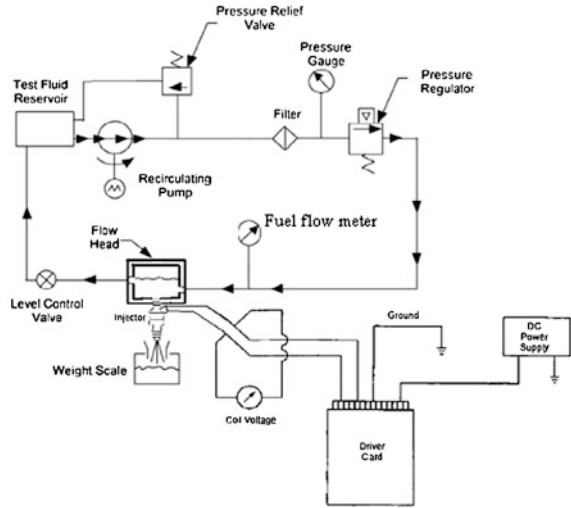 Pressure Relief
Valve
Pressure
Gauge
Pressure
Regulator
Test Fluid
Reservoir
Filter
Recirculating
Pump
Fuel flow meter
Flow
Head
Level Control
Valve
Injector
Ground
DC
Power
Supply
Weight Scale
Coil Voltage
Driver
Card